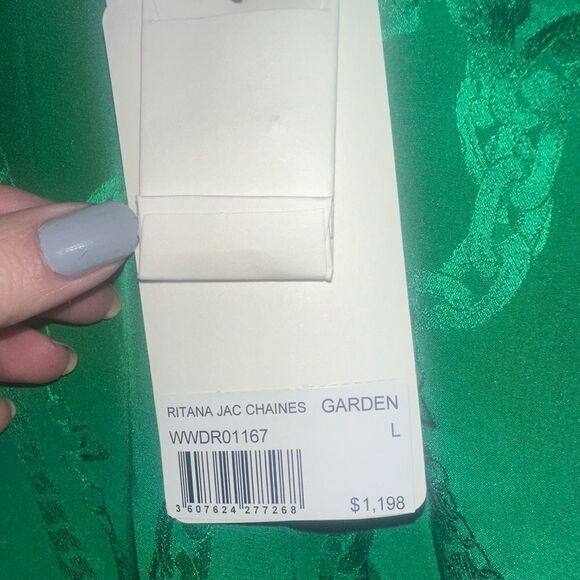 RITANA JAC CHAINES GARDEN
WWDR01167 L
3 607624 277268
$1,198